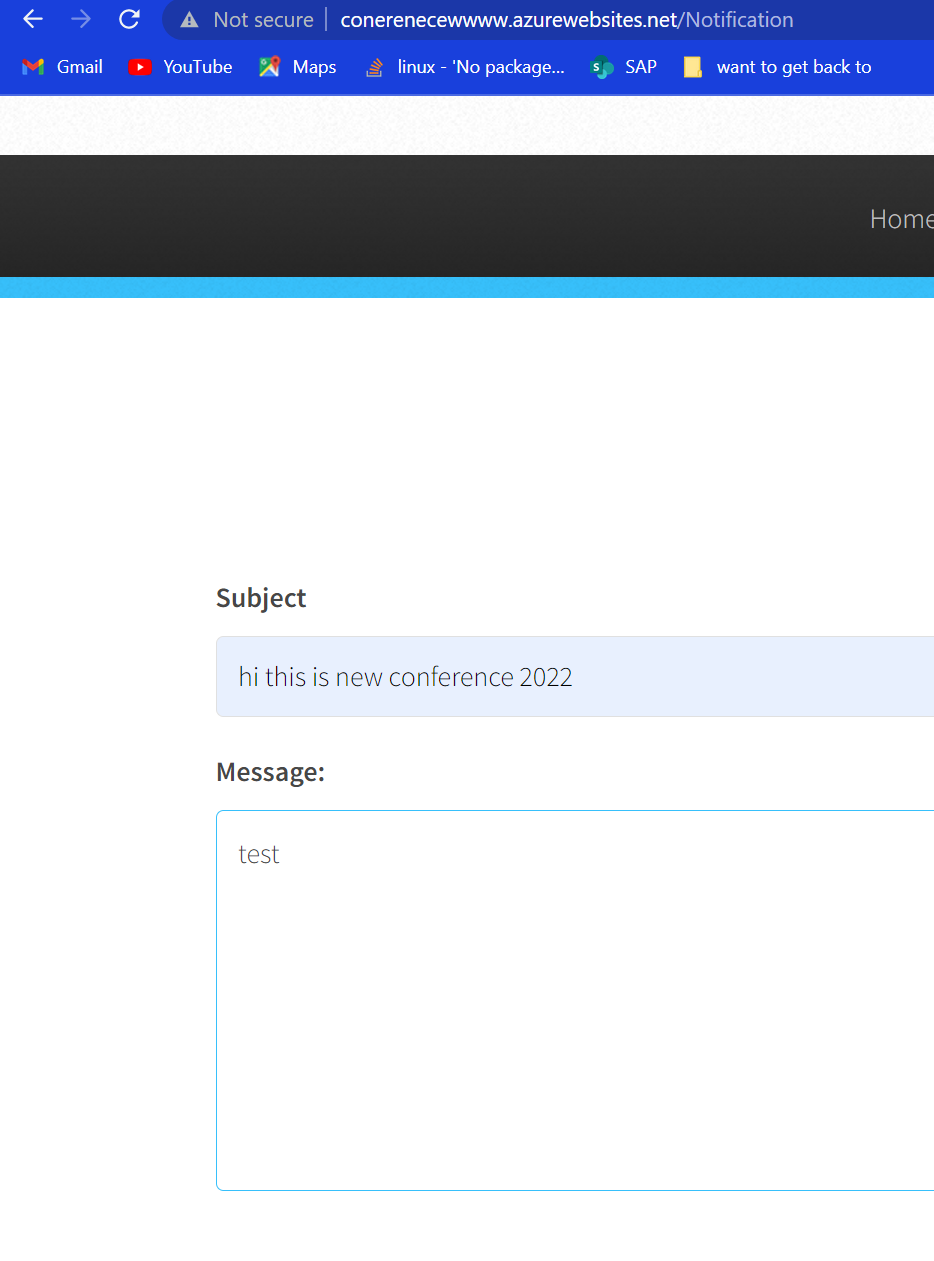 Not secure | conerenecewwww.azurewebsites.net/Notification
Gmail YouTube Maps linux - 'No package... SAP want to get back to
Home
Subject
hi this is new conference 2022
Message:
test